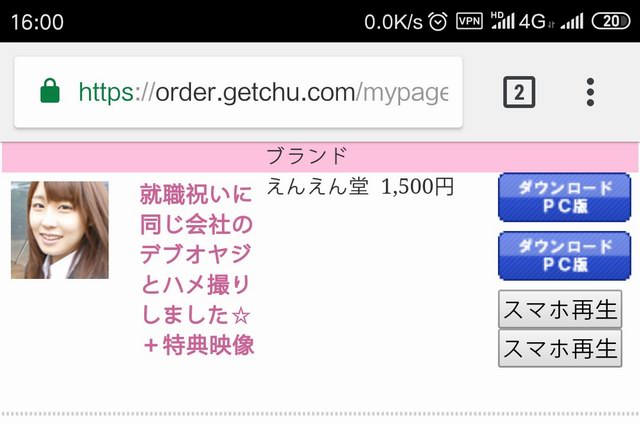 16:00 0.0K/s VPN HD 4G 20
https://order.getchu.com/mypage
2
ブランド
就職祝いに
同じ会社の
デブオヤジ
とハメ撮り
しました☆
＋特典映像
えんえん堂 1,500円
ダウンロード
PC版
ダウンロード
PC版
スマホ再生
スマホ再生